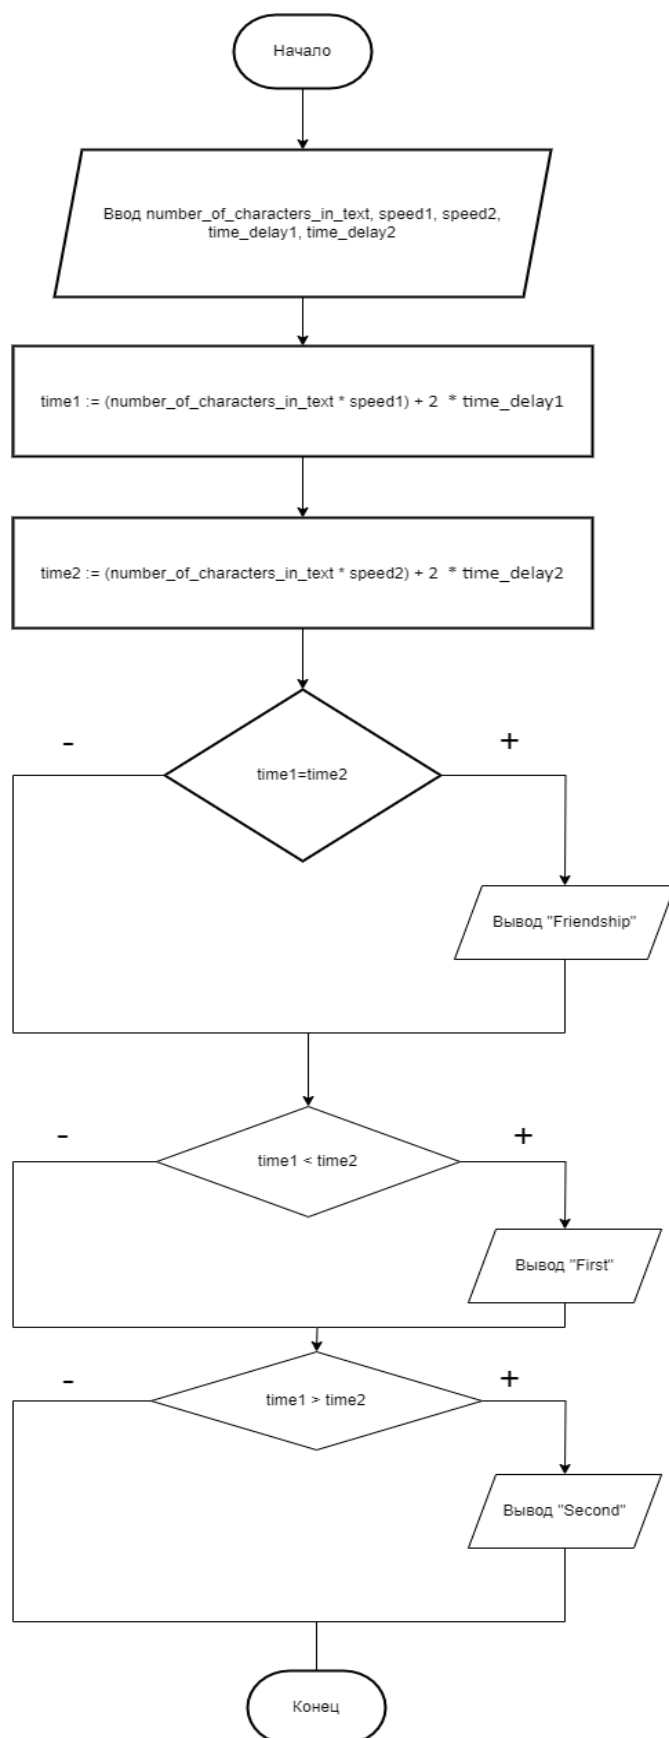 Начало
Ввод number_of_characters_in_text, speed1, speed2,
time_delay1, time_delay2
time1 := (number_of_characters_in_text * speed1) + 2 * time_delay1
time2 := (number_of_characters_in_text * speed2) + 2 * time_delay2
- +
time1=time2
Вывод "Friendship"
- +
time1 < time2
Вывод "First"
- +
time1 > time2
Вывод "Second"
Конец